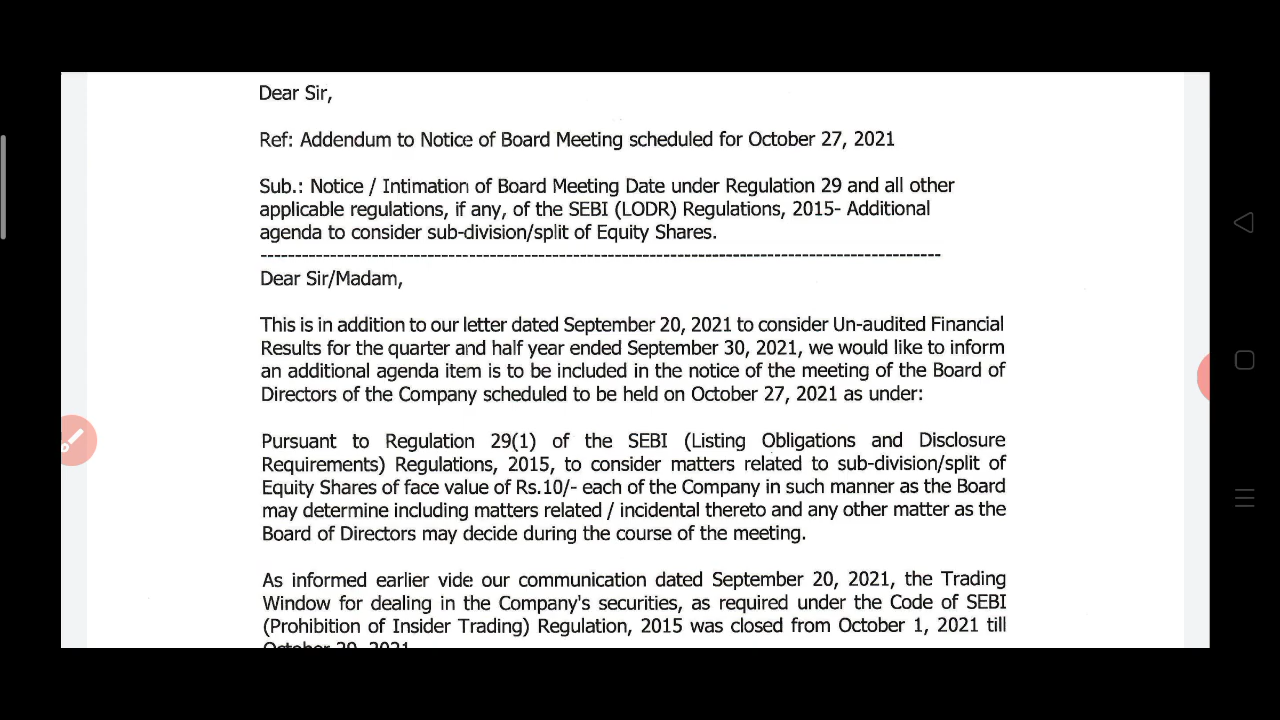 Dear Sir,
Ref: Addendum to Notice of Board Meeting scheduled for October 27, 2021
Sub.: Notice / Intimation of Board Meeting Date under Regulation 29 and all other
applicable regulations, if any, of the SEBI (LODR) Regulations, 2015- Additional
agenda to consider sub-division/split of Equity Shares.
--------------------------------------------------------------------------------------------------------------------
Dear Sir/Madam,
This is in addition to our letter dated September 20, 2021 to consider Un-audited Financial
Results for the quarter and half year ended September 30, 2021, we would like to inform
an additional agenda item is to be included in the notice of the meeting of the Board of
Directors of the Company scheduled to be held on October 27, 2021 as under:
Pursuant to Regulation 29(1) of the SEBI (Listing Obligations and Disclosure
Requirements) Regulations, 2015, to consider matters related to sub-division/split of
Equity Shares of face value of Rs.10/- each of the Company in such manner as the Board
may determine including matters related / incidental thereto and any other matter as the
Board of Directors may decide during the course of the meeting.
As informed earlier vide our communication dated September 20, 2021, the Trading
Window for dealing in the Company's securities, as required under the Code of SEBI
(Prohibition of Insider Trading) Regulation, 2015 was closed from October 1, 2021 till
October 2021